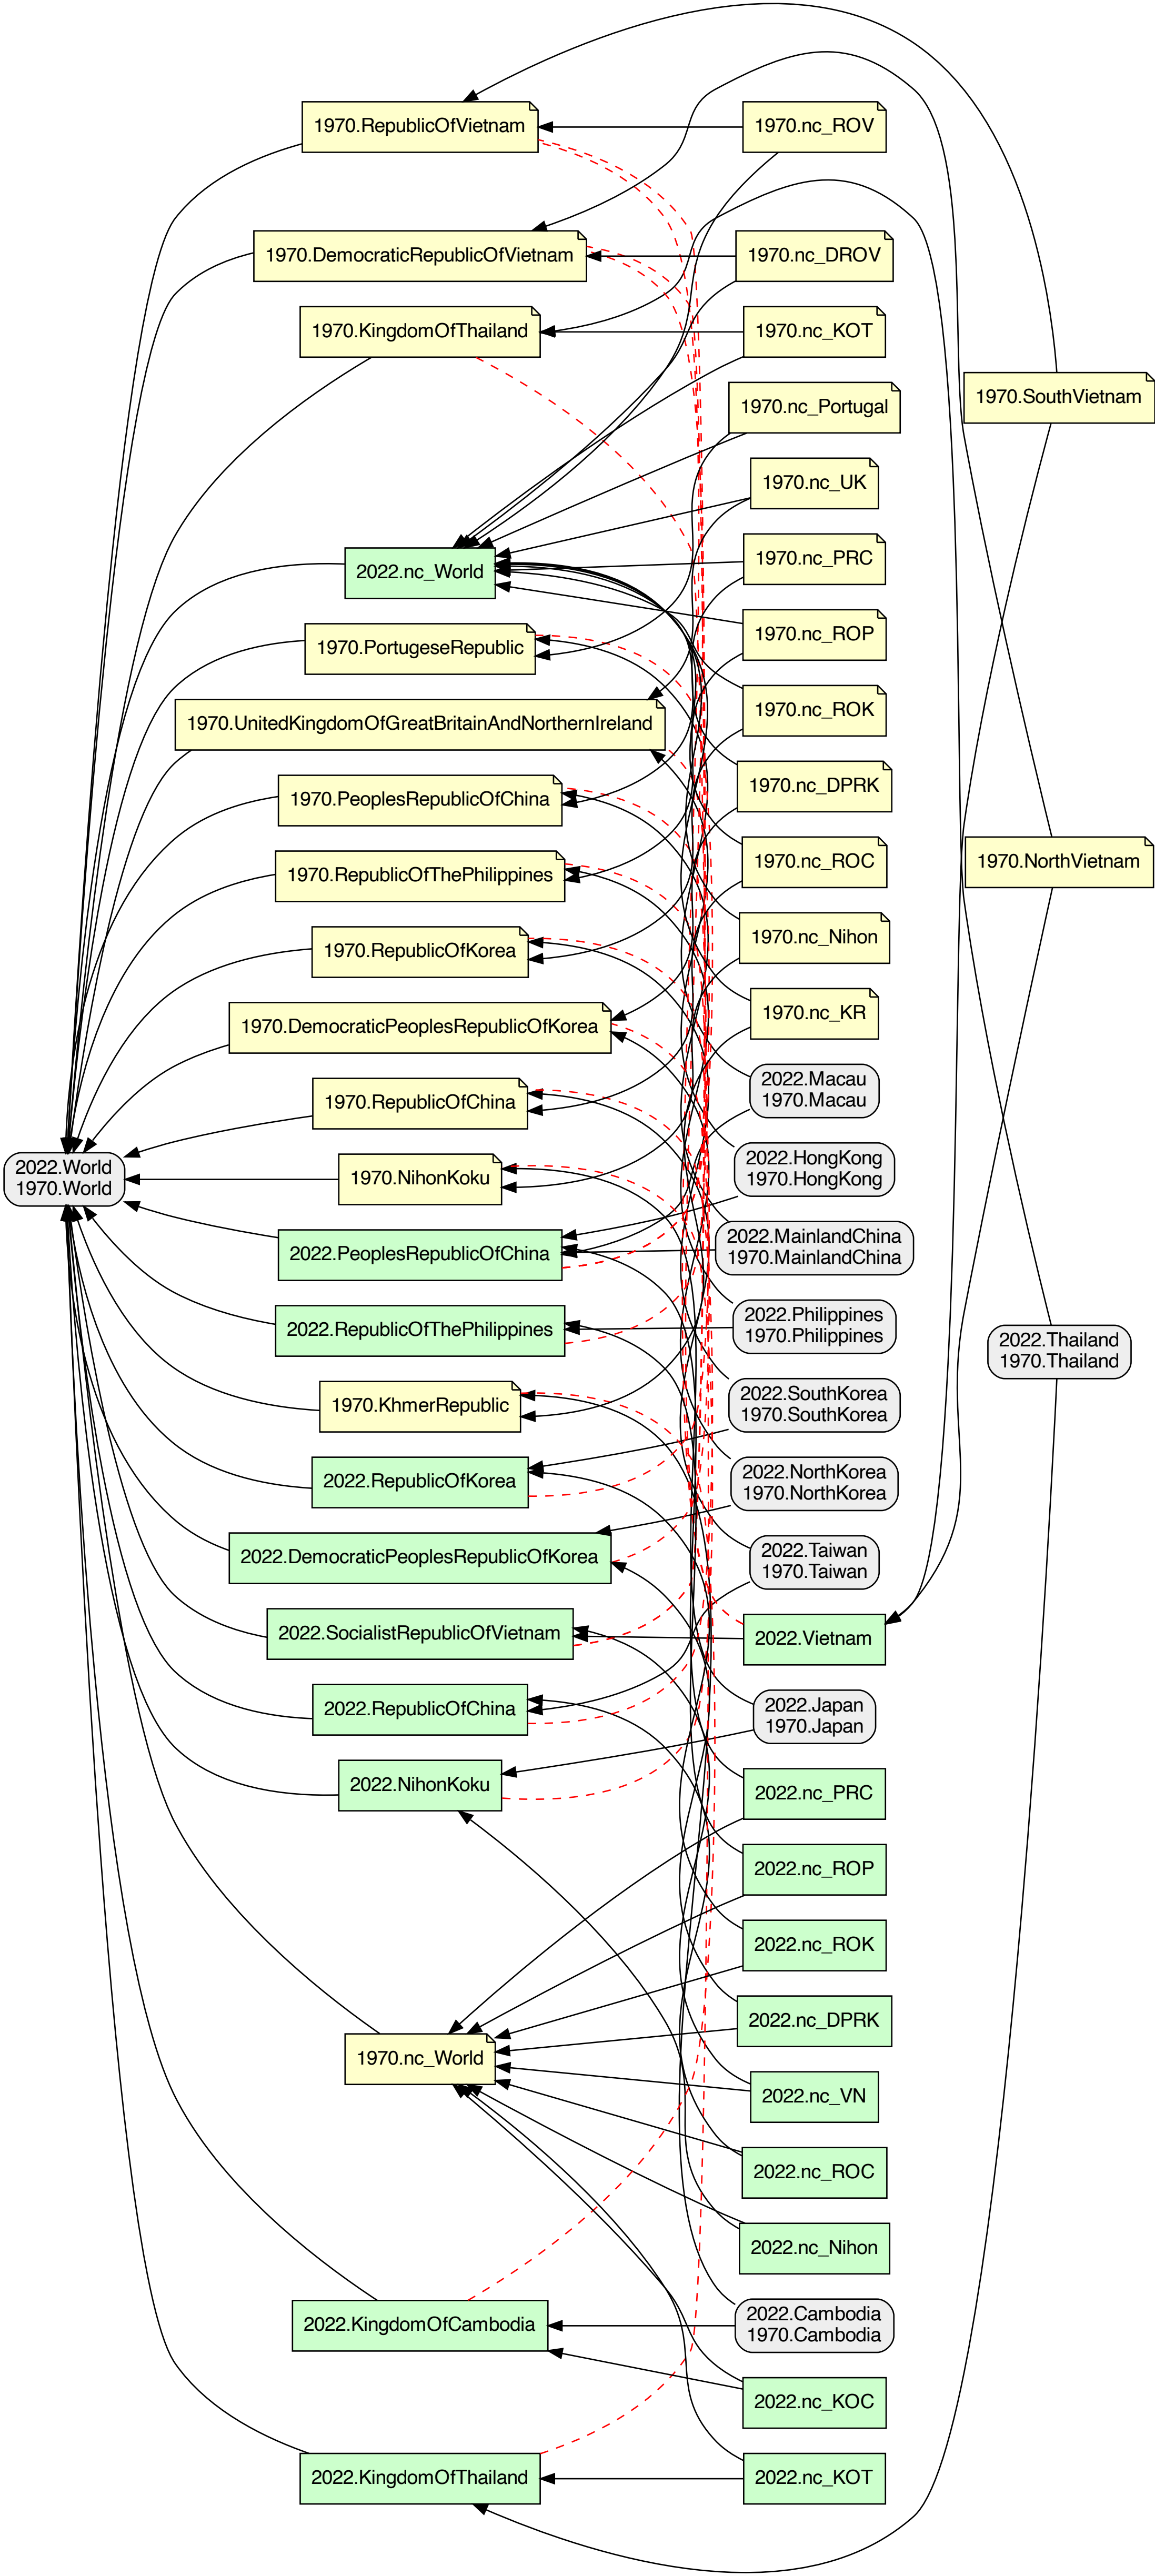 1970.RepublicOfVietnam
1970.nc_ROV
1970.DemocraticRepublicOfVietnam
1970.nc_DROV
1970.KingdomOfThailand
1970.nc_KOT
1970.SouthVietnam
1970.nc_Portugal
1970.nc_UK
2022.nc_World
1970.nc_PRC
1970.PortugeseRepublic
1970.nc_ROP
1970.UnitedKingdomOfGreatBritainAndNorthernIreland
1970.nc_ROK
1970.PeoplesRepublicOfChina
1970.nc_DPRK
1970.RepublicOfThePhilippines
1970.nc_ROC
1970.NorthVietnam
1970.RepublicOfKorea
1970.nc_Nihon
1970.DemocraticPeoplesRepublicOfKorea
1970.nc_KR
1970.RepublicOfChina
2022.Macau
1970.Macau
2022.World
1970.World
1970.NihonKoku
2022.HongKong
1970.HongKong
2022.PeoplesRepublicOfChina
2022.MainlandChina
1970.MainlandChina
2022.RepublicOfThePhilippines
2022.Philippines
1970.Philippines
2022.Thailand
1970.Thailand
1970.KhmerRepublic
2022.SouthKorea
1970.SouthKorea
2022.RepublicOfKorea
2022.NorthKorea
1970.NorthKorea
2022.DemocraticPeoplesRepublicOfKorea
2022.Taiwan
1970.Taiwan
2022.SocialistRepublicOfVietnam
2022.Vietnam
2022.RepublicOfChina
2022.Japan
1970.Japan
2022.NihonKoku
2022.nc_PRC
2022.nc_ROP
2022.nc_ROK
2022.nc_DPRK
1970.nc_World
2022.nc_VN
2022.nc_ROC
2022.nc_Nihon
2022.KingdomOfCambodia
2022.Cambodia
1970.Cambodia
2022.nc_KOC
2022.KingdomOfThailand
2022.nc_KOT